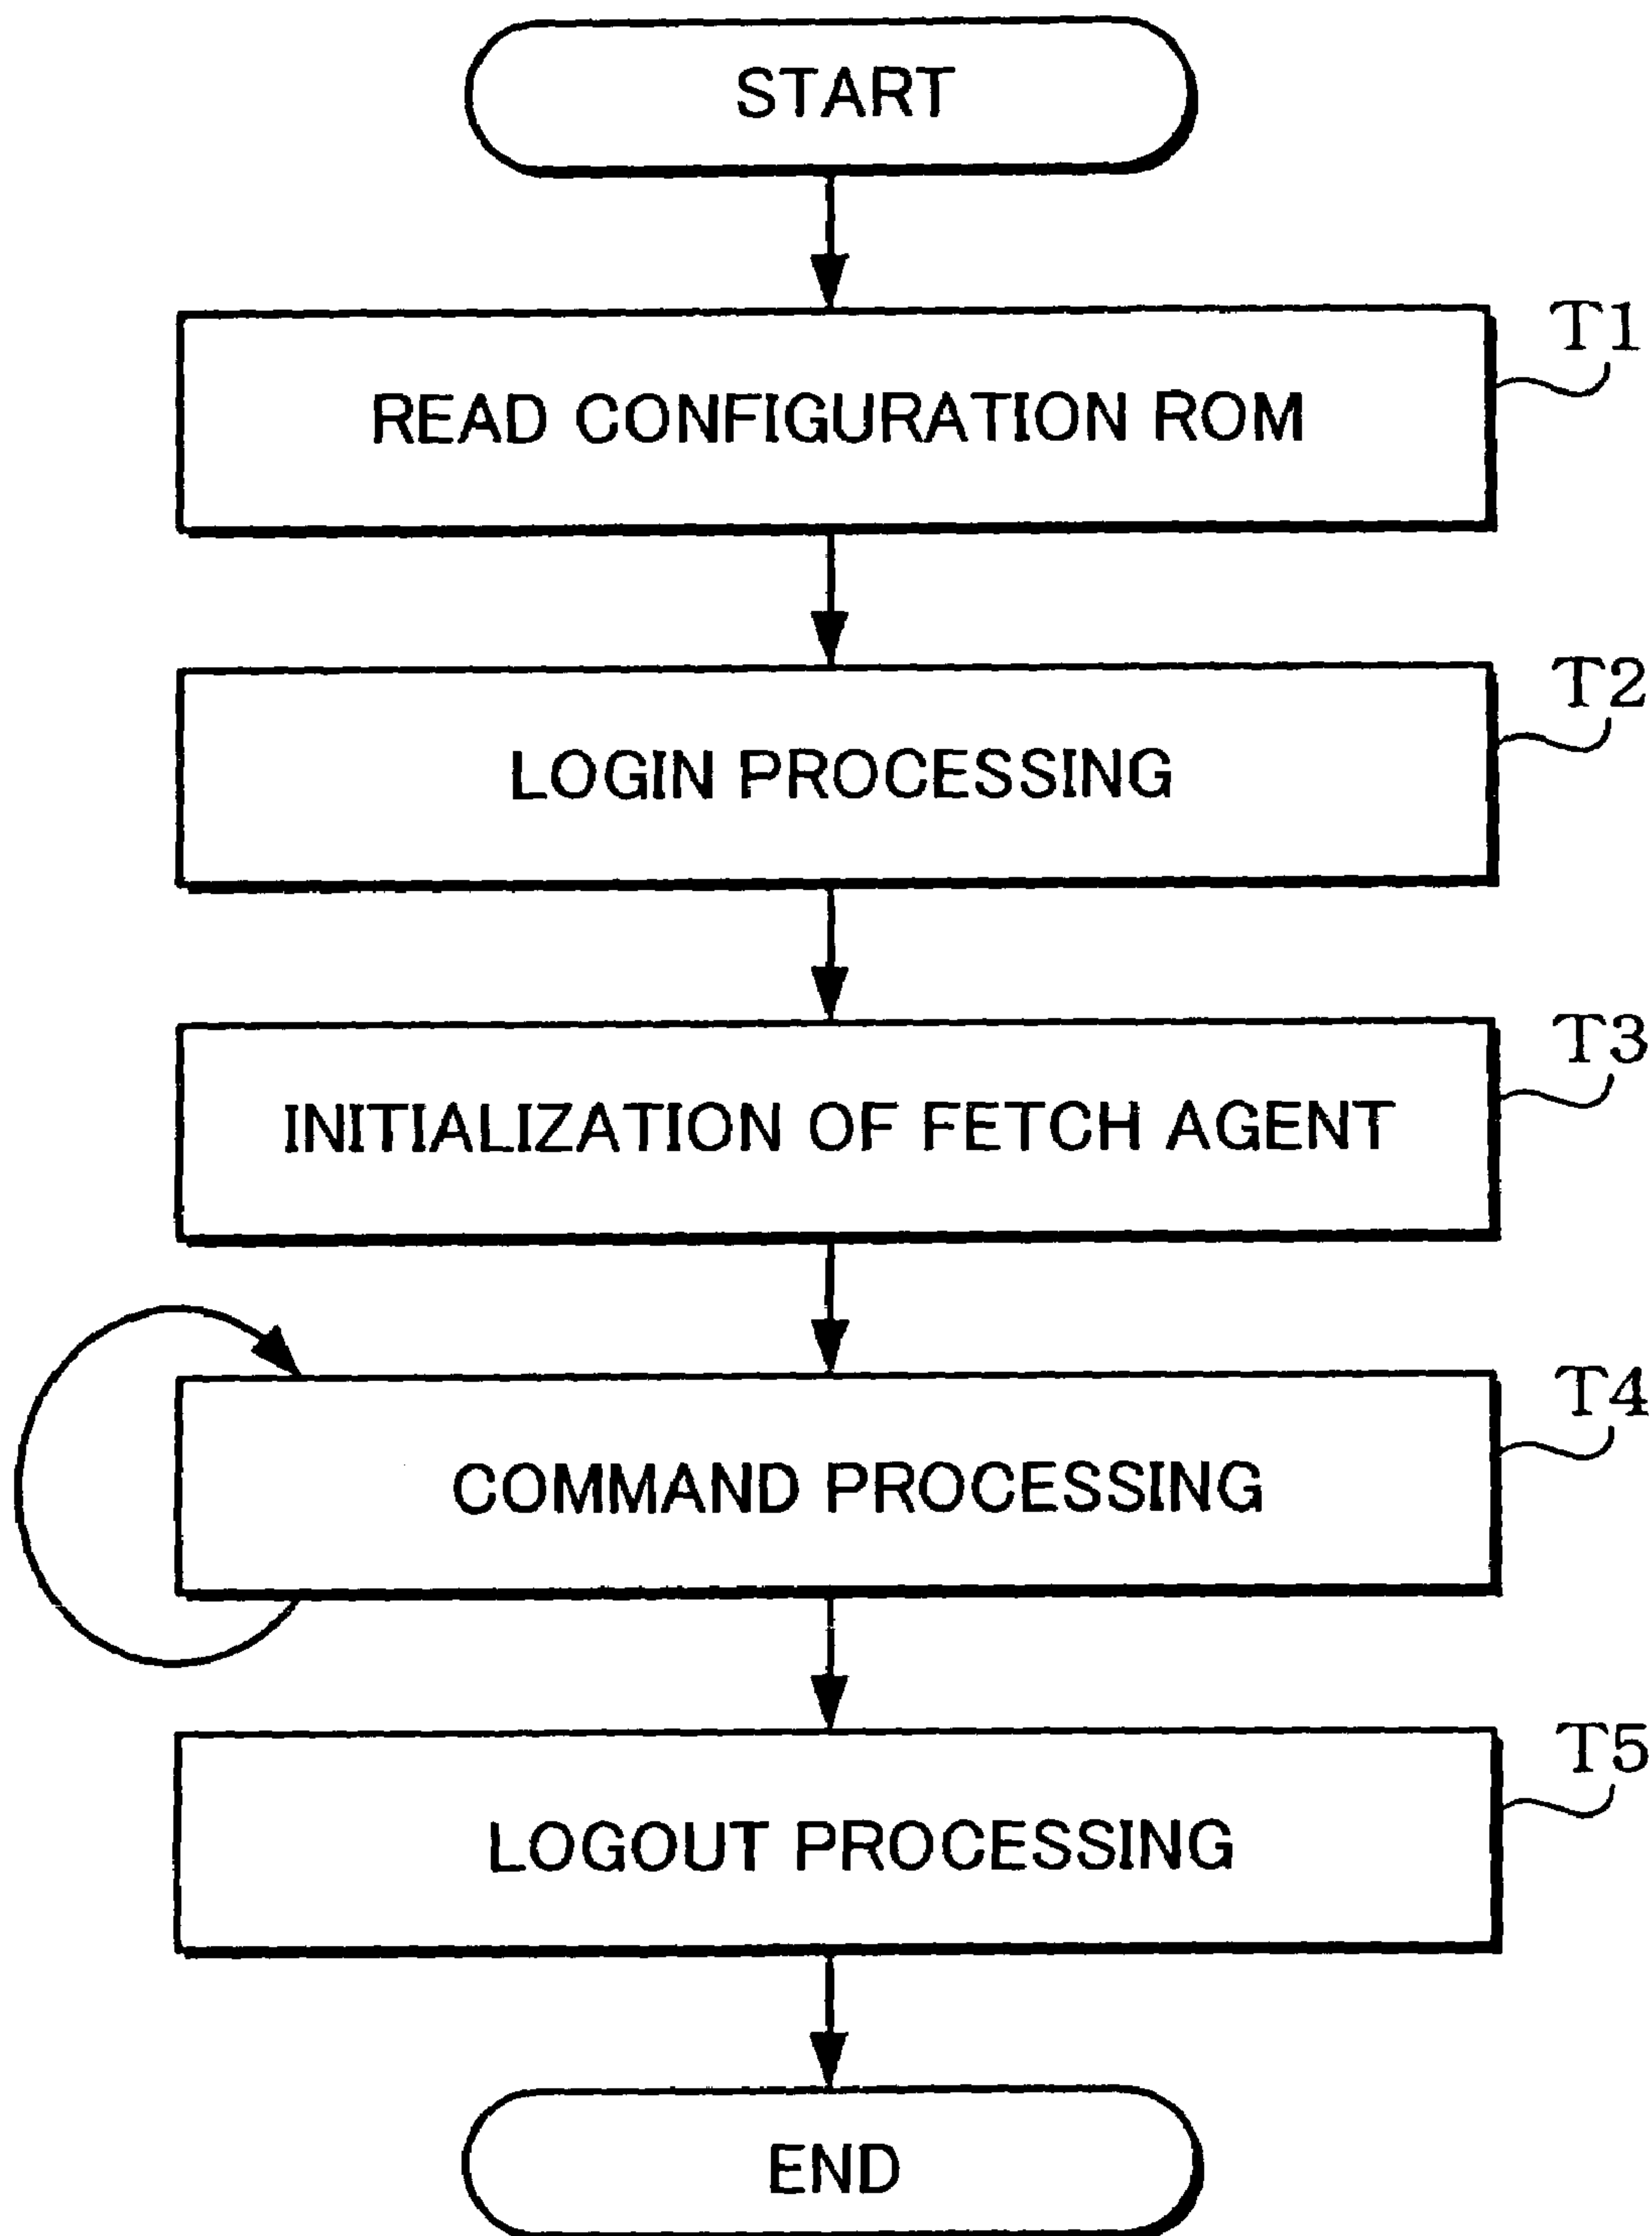 START
T1
READ CONFIGURATION ROM
T2
LOGIN PROCESSING
T3
INITIALIZATION OF FETCH AGENT
T4
COMMAND PROCESSING
T5
LOGOUT PROCESSING
END